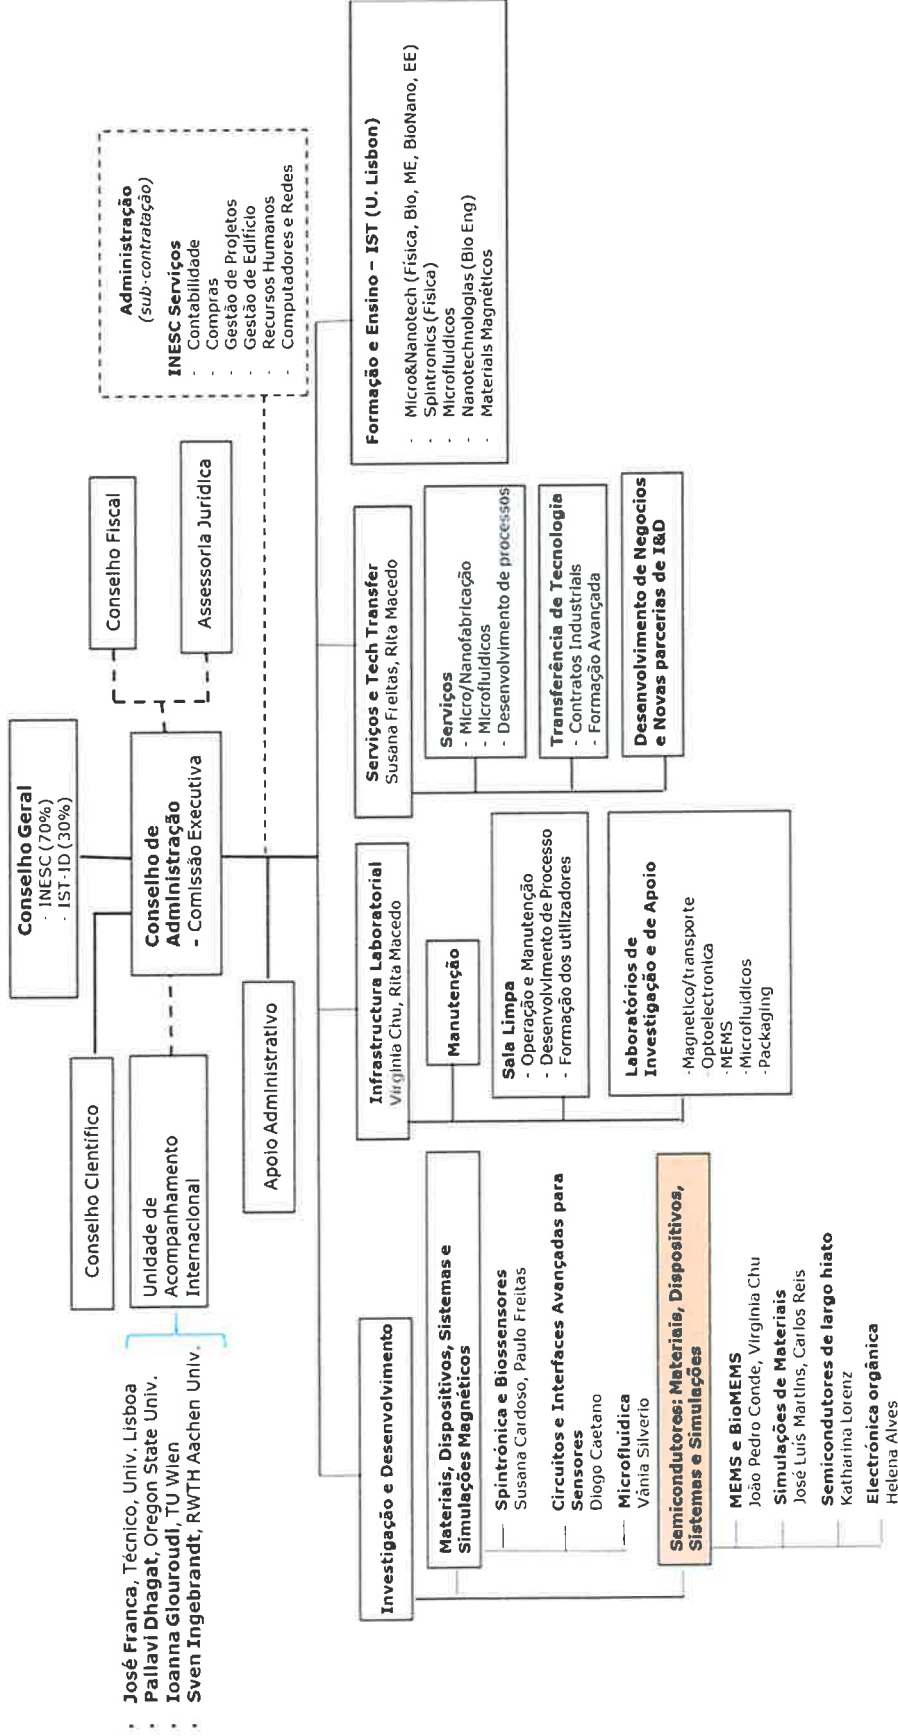 Conselho Geral
- INESC (70%)
- IST-ID (30%)
Conselho Científico
Conselho de
Administração
– Comissão Executiva
Conselho Fiscal
Assessoria Jurídica
Unidade de
Acompanhamento
Internacional
· José Franca, Técnico, Univ. Lisboa
· Pallavi Dhagat, Oregon State Univ.
· Ioanna Giouroudi, TU Wien
· Sven Ingebrandt, RWTH Aachen Univ.
Administração
(sub-contratação)
INESC Serviços
- Contabilidade
- Compras
- Gestão de Projetos
- Gestão de Edifício
- Recursos Humanos
- Computadores e Redes
Apoio Administrativo
Investigação e Desenvolvimento
Materiais, Dispositivos, Sistemas e
Simulações Magnéticos
Spintrónica e Biossensores
Susana Cardoso, Paulo Freitas
Circuitos e Interfaces Avançadas para
Sensores
Diogo Caetano
Microfluidica
Vânia Silverio
Semicondutores: Materiais, Dispositivos,
Sistemas e Simulações
MEMS e BioMEMS
João Pedro Conde, Virginia Chu
Simulações de Materiais
José Luís Martins, Carlos Reis
Semicondutores de largo hiato
Katharina Lorenz
Electrónica orgânica
Helena Alves
Infrastructura Laboratorial
Virginia Chu, Rita Macedo
Manutenção
Sala Limpa
- Operação e Manutenção
- Desenvolvimento de Processo
- Formação dos utilizadores
Laboratórios de
Investigação e de Apoio
-Magnetico/transporte
-Optoelectronica
-MEMS
-Microfluidicos
-Packaging
Serviços e Tech Transfer
Susana Freitas, Rita Macedo
Serviços
- Micro/Nanofabricação
- Microfluídicos
- Desenvolvimento de processos
Transferência de Tecnologia
- Contratos Industriais
- Formação Avançada
Desenvolvimento de Negocios
e Novas parcerias de I&D
Formação e Ensino – IST (U. Lisbon)
- Micro&Nanotech (Física, Bio, ME, BioNano, EE)
- Spintronics (Física)
- Microfluídicos
- Nanotechnologias (Bio Eng)
- Materials Magnéticos